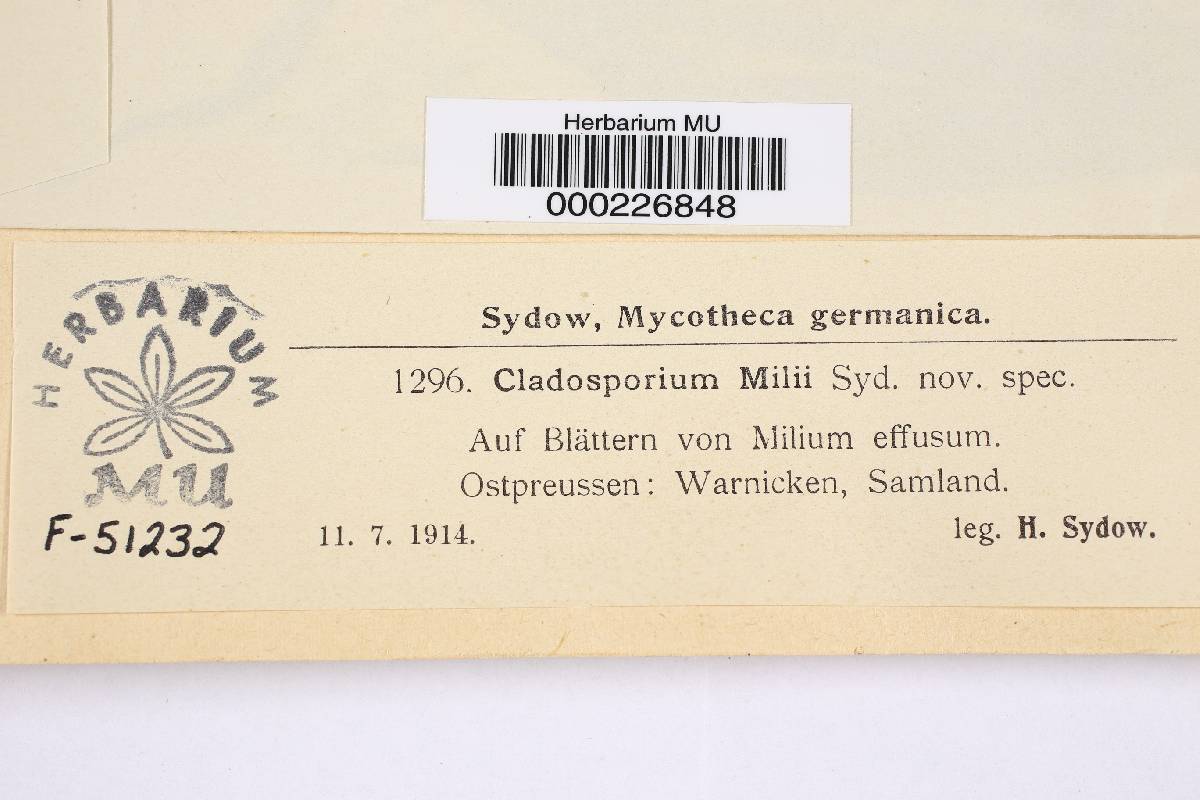 Herbarium MU
000226848
HERBARIUM
MU
F-51232
Sydow, Mycotheca germanica.
1296. Cladosporium Milii Syd. nov. spec.
Auf Blättern von Milium effusum.
Ostpreussen: Warnicken, Samland.
11. 7. 1914. leg. H. Sydow.